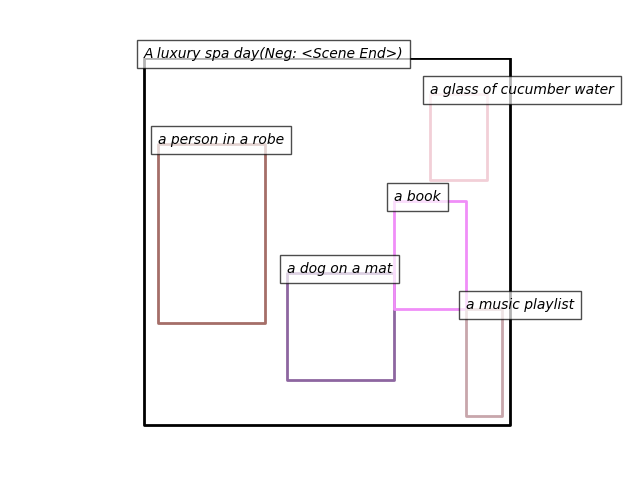 A luxury spa day(Neg: <Scene End>)
a glass of cucumber water
a person in a robe
a book
a dog on a mat
a music playlist